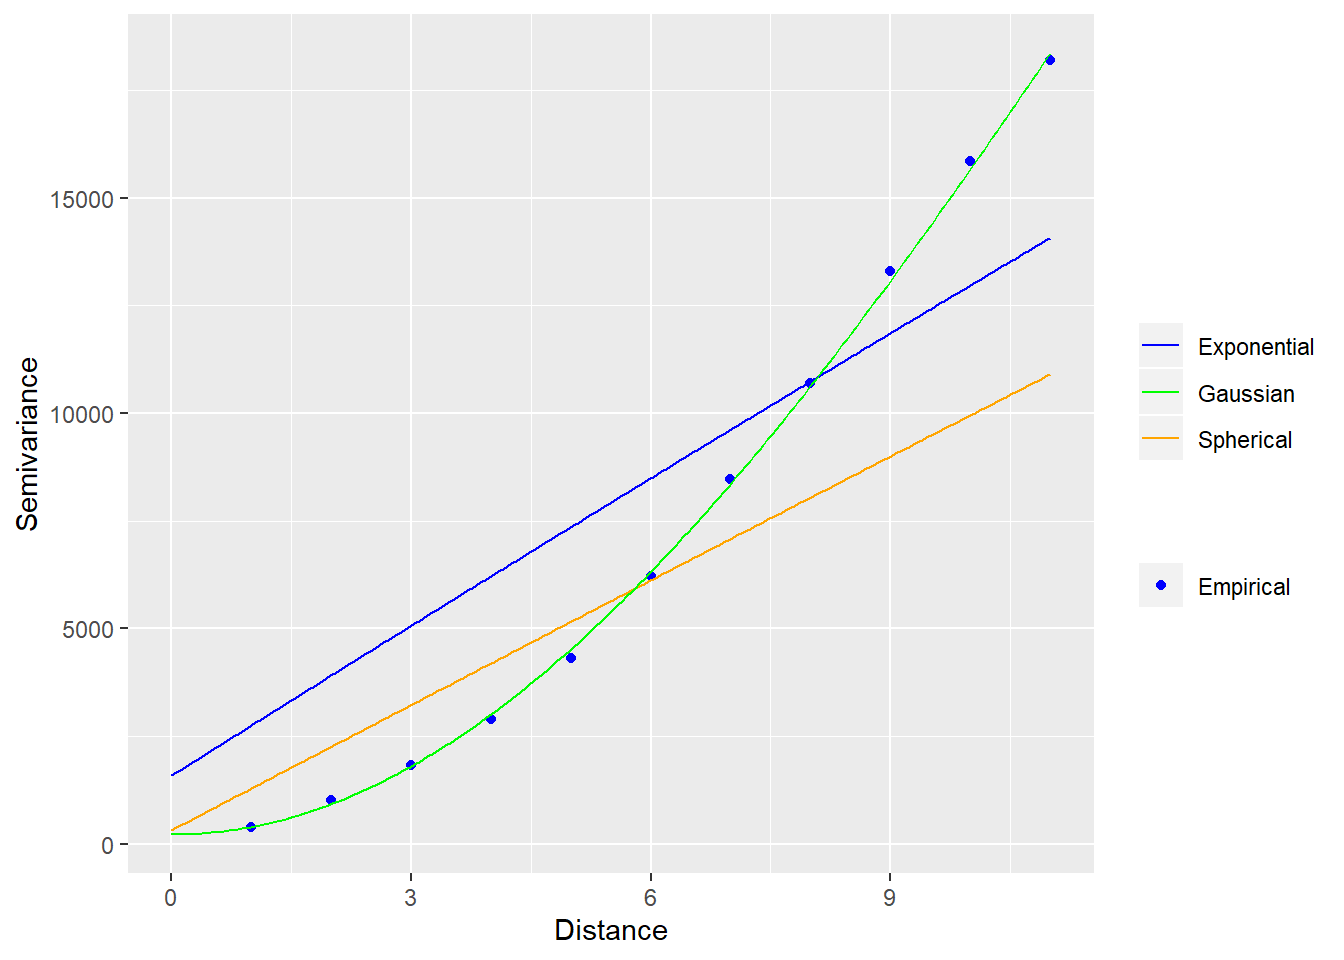 15000
10000
5000
0
Semivariance
0 3 6 9
Distance
Exponential
Gaussian
Spherical
Empirical